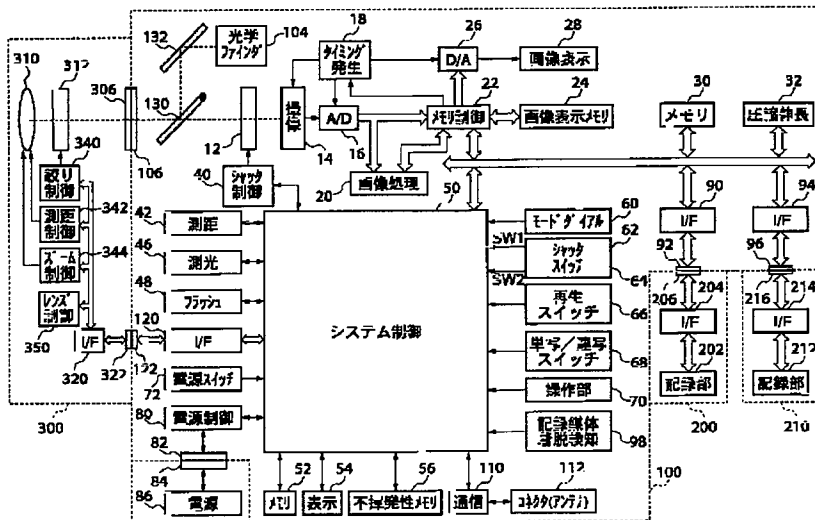 132
光学
ファインダ
104
18
タイミング
発生
26
D/A
28
画像表示
310
312
306
130
撮像
14
A/D
16
22
メモリ制御
24
画像表示メモリ
30
メモリ
32
圧縮伸長
12
106
340
絞り
制御
342
測距
制御
344
ズーム
制御
レンズ
制御
350
I/F
320
322
122
300
40
シャッタ
制御
20
画像処理
50
システム制御
42
測距
46
測光
48
フラッシュ
120
I/F
72
電源スイッチ
80
電源制御
82
84
86
電源
60
モードダイアル
SW1
62
シャッタ
スイッチ
64
SW2
再生
スイッチ
66
単写/連写
スイッチ
68
操作部
70
記録媒体
着脱検知
98
52
メモリ
54
表示
56
不揮発性メモリ
110
通信
112
コネクタ(アンテナ)
100
90
I/F
94
I/F
92
206
204
I/F
202
記録部
200
96
216
214
I/F
212
記録部
210